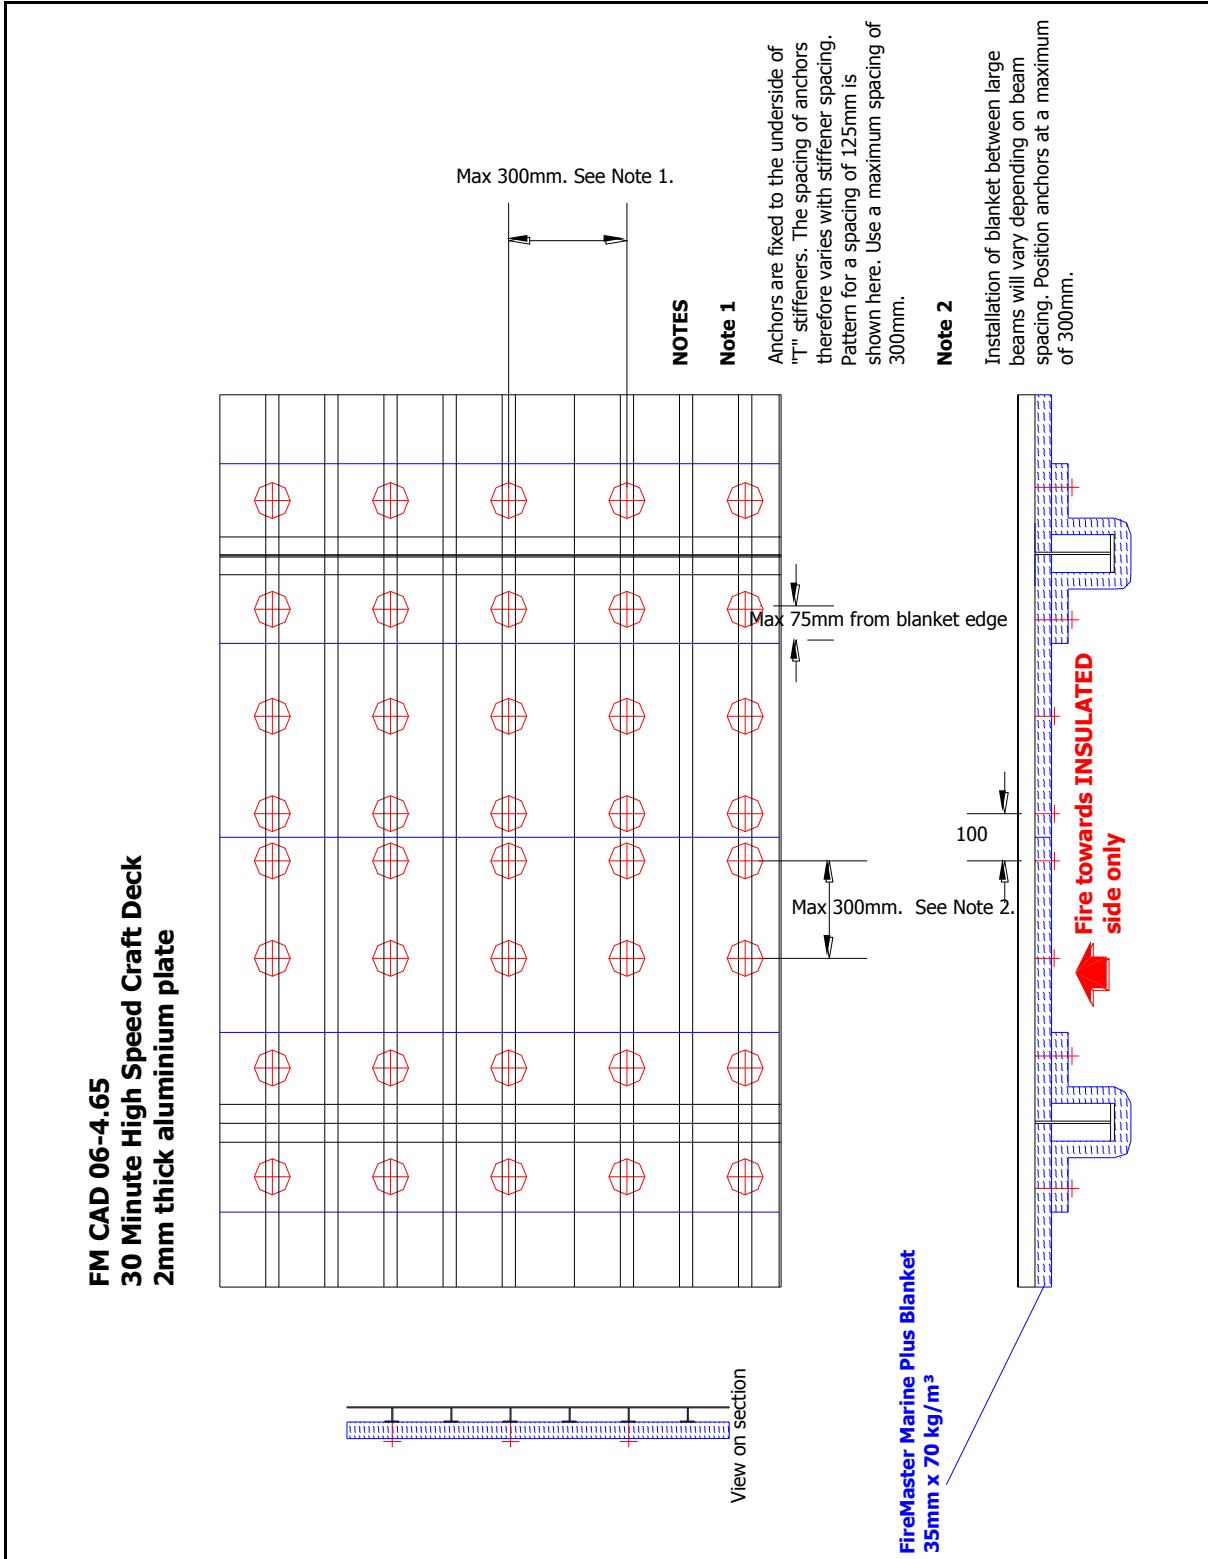 FM CAD 06-4.65
30 Minute High Speed Craft Deck
2mm thick aluminium plate
Max 300mm. See Note 1.
NOTES
Note 1
Anchors are fixed to the underside of
"T" stiffeners. The spacing of anchors
therefore varies with stiffener spacing.
Pattern for a spacing of 125mm is
shown here. Use a maximum spacing of
300mm.
Note 2
Installation of blanket between large
beams will vary depending on beam
spacing. Position anchors at a maximum
of 300mm.
Max 75mm from blanket edge
100
Max 300mm. See Note 2.
Fire towards INSULATED
side only
View on section
FireMaster Marine Plus Blanket
35mm x 70 kg/m³